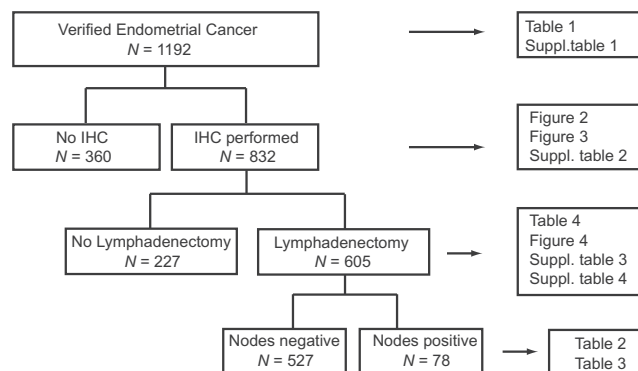 Verified Endometrial Cancer
N = 1192
Table 1
Suppl.table 1
No IHC
N = 360
IHC performed
N = 832
Figure 2
Figure 3
Suppl. table 2
No Lymphadenectomy
N = 227
Lymphadenectomy
N = 605
Table 4
Figure 4
Suppl. table 3
Suppl. table 4
Nodes negative
N = 527
Nodes positive
N = 78
Table 2
Table 3